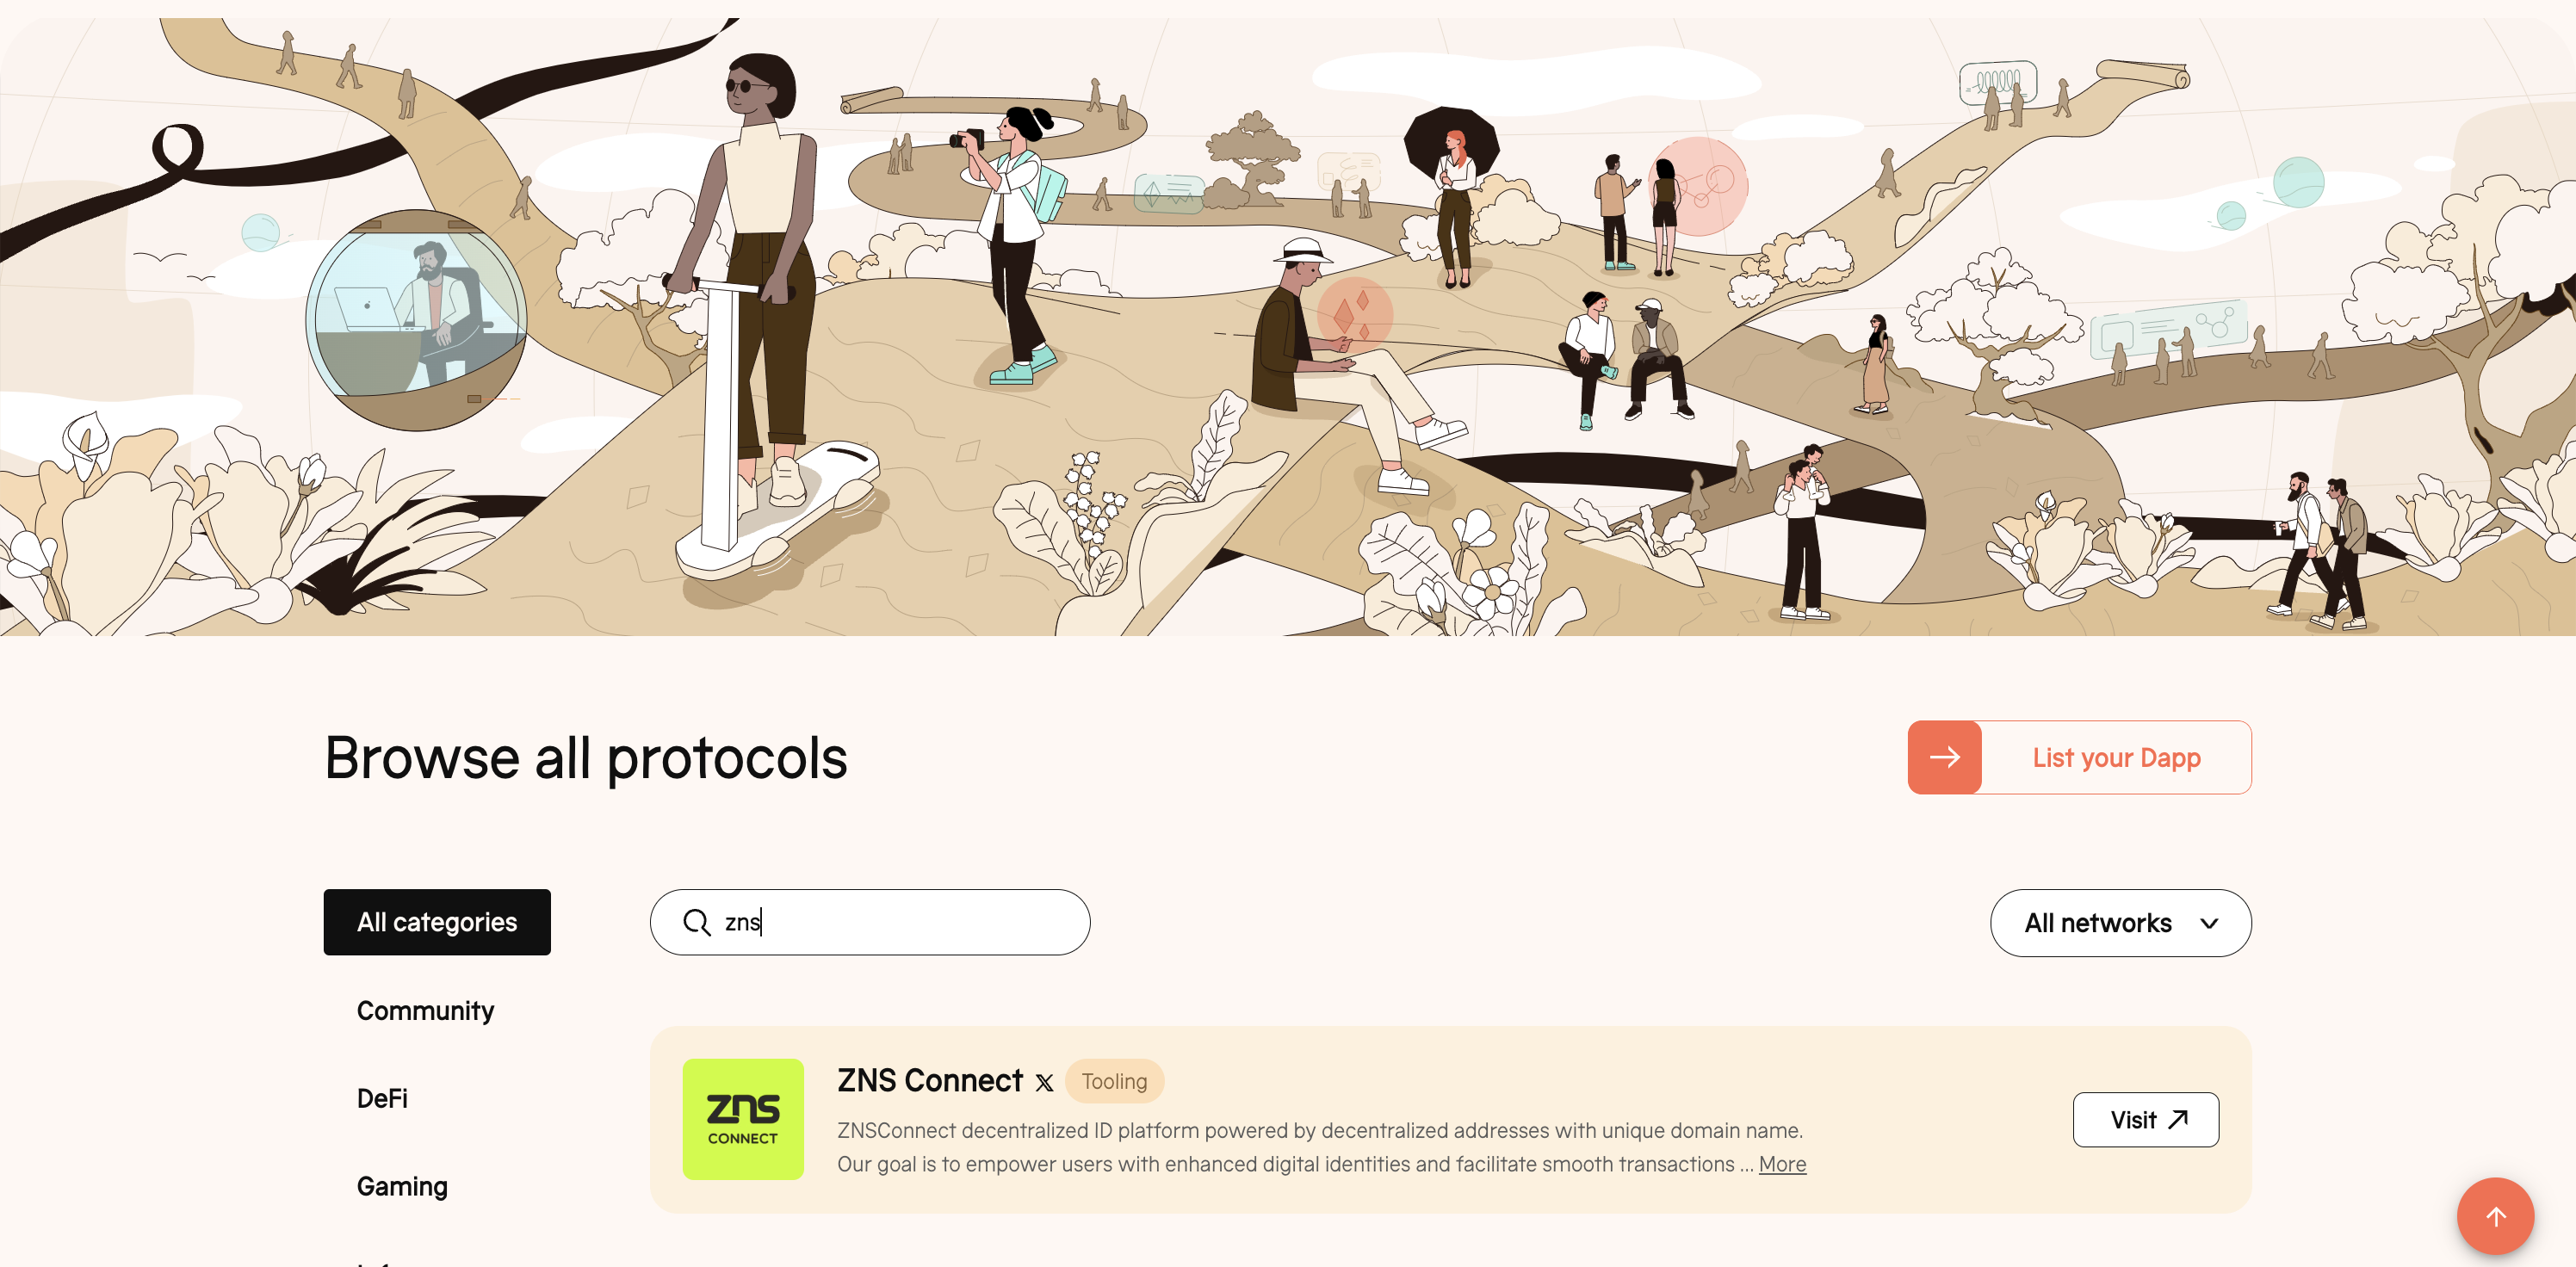 Browse all protocols
List your Dapp
All categories
zns
All networks
Community
DeFi
Gaming
zns
CONNECT
ZNS Connect X Tooling
ZNSConnect decentralized ID platform powered by decentralized addresses with unique domain name.
Our goal is to empower users with enhanced digital identities and facilitate smooth transactions ... More
Visit